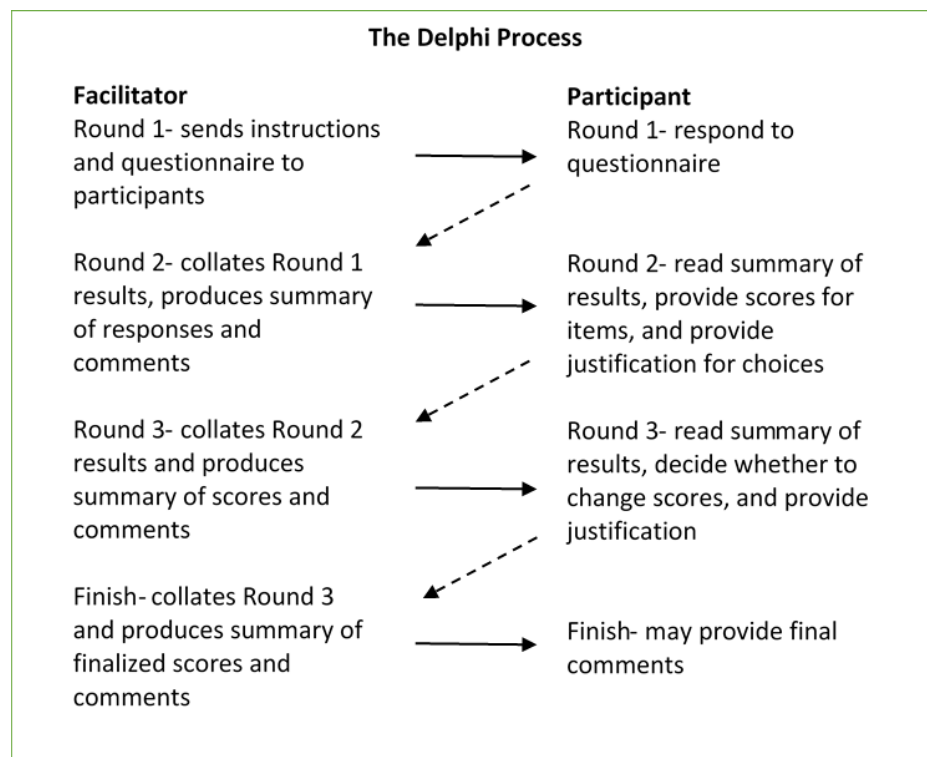 The Delphi Process
Facilitator
Round 1- sends instructions
and questionnaire to
participants
Participant
Round 1- respond to
questionnaire
Round 2- collates Round 1
results, produces summary
of responses and
comments
Round 2- read summary of
results, provide scores for
items, and provide
justification for choices
Round 3- collates Round 2
results and produces
summary of scores and
comments
Round 3- read summary of
results, decide whether to
change scores, and provide
justification
Finish- collates Round 3
and produces summary of
finalized scores and
comments
Finish- may provide final
comments